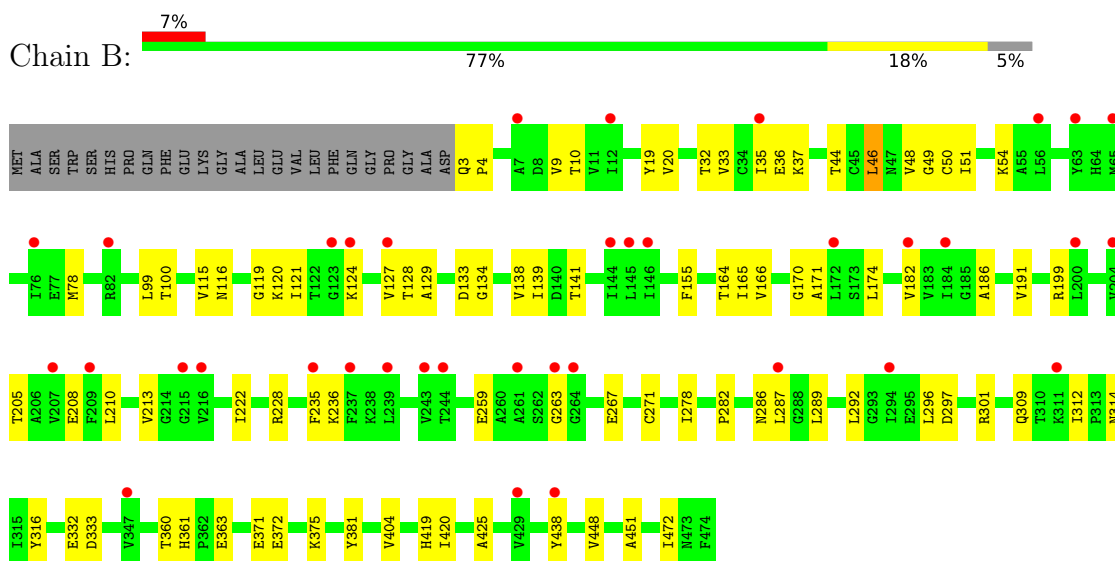 7%
Chain B:
77% 18% 5%
MET ALA SER TRP SER HIS PRO GLN PHE GLU LYS GLY ALA LEU GLU VAL LEU PHE GLN GLY PRO GLY ALA ASP Q3 P4 A7 D8 V9 T10 V11 I12 Y19 V20 T32 V33 C34 I35 E36 K37 T44 C45 L46 N47 V48 G49 C50 I51 K54 A55 L56 Y63 H64 M65
I76 E77 M78 R82 L99 T100 V115 N116 G119 K120 I121 T122 G123 K124 V127 T128 A129 D133 G134 V138 I139 D140 T141 I144 L145 I146 F155 T164 I165 V166 G170 A171 L172 S173 L174 V182 V183 I184 G185 A186 V191 R199 L200 V204
T205 A206 V207 E208 F209 L210 V213 G214 G215 V216 I222 R228 F235 K236 F237 K238 L239 V243 T244 E259 A260 A261 S262 G263 G264 E267 C271 I278 P282 N286 L287 G288 L289 L292 G293 I294 E295 L296 D297 R301 Q309 T310 K311 I312 P313 N314
I315 Y316 E332 D333 V347 T360 H361 P362 E363 E371 E372 K375 Y381 V404 H419 I420 A425 V429 Y438 V448 A451 I472 N473 F474